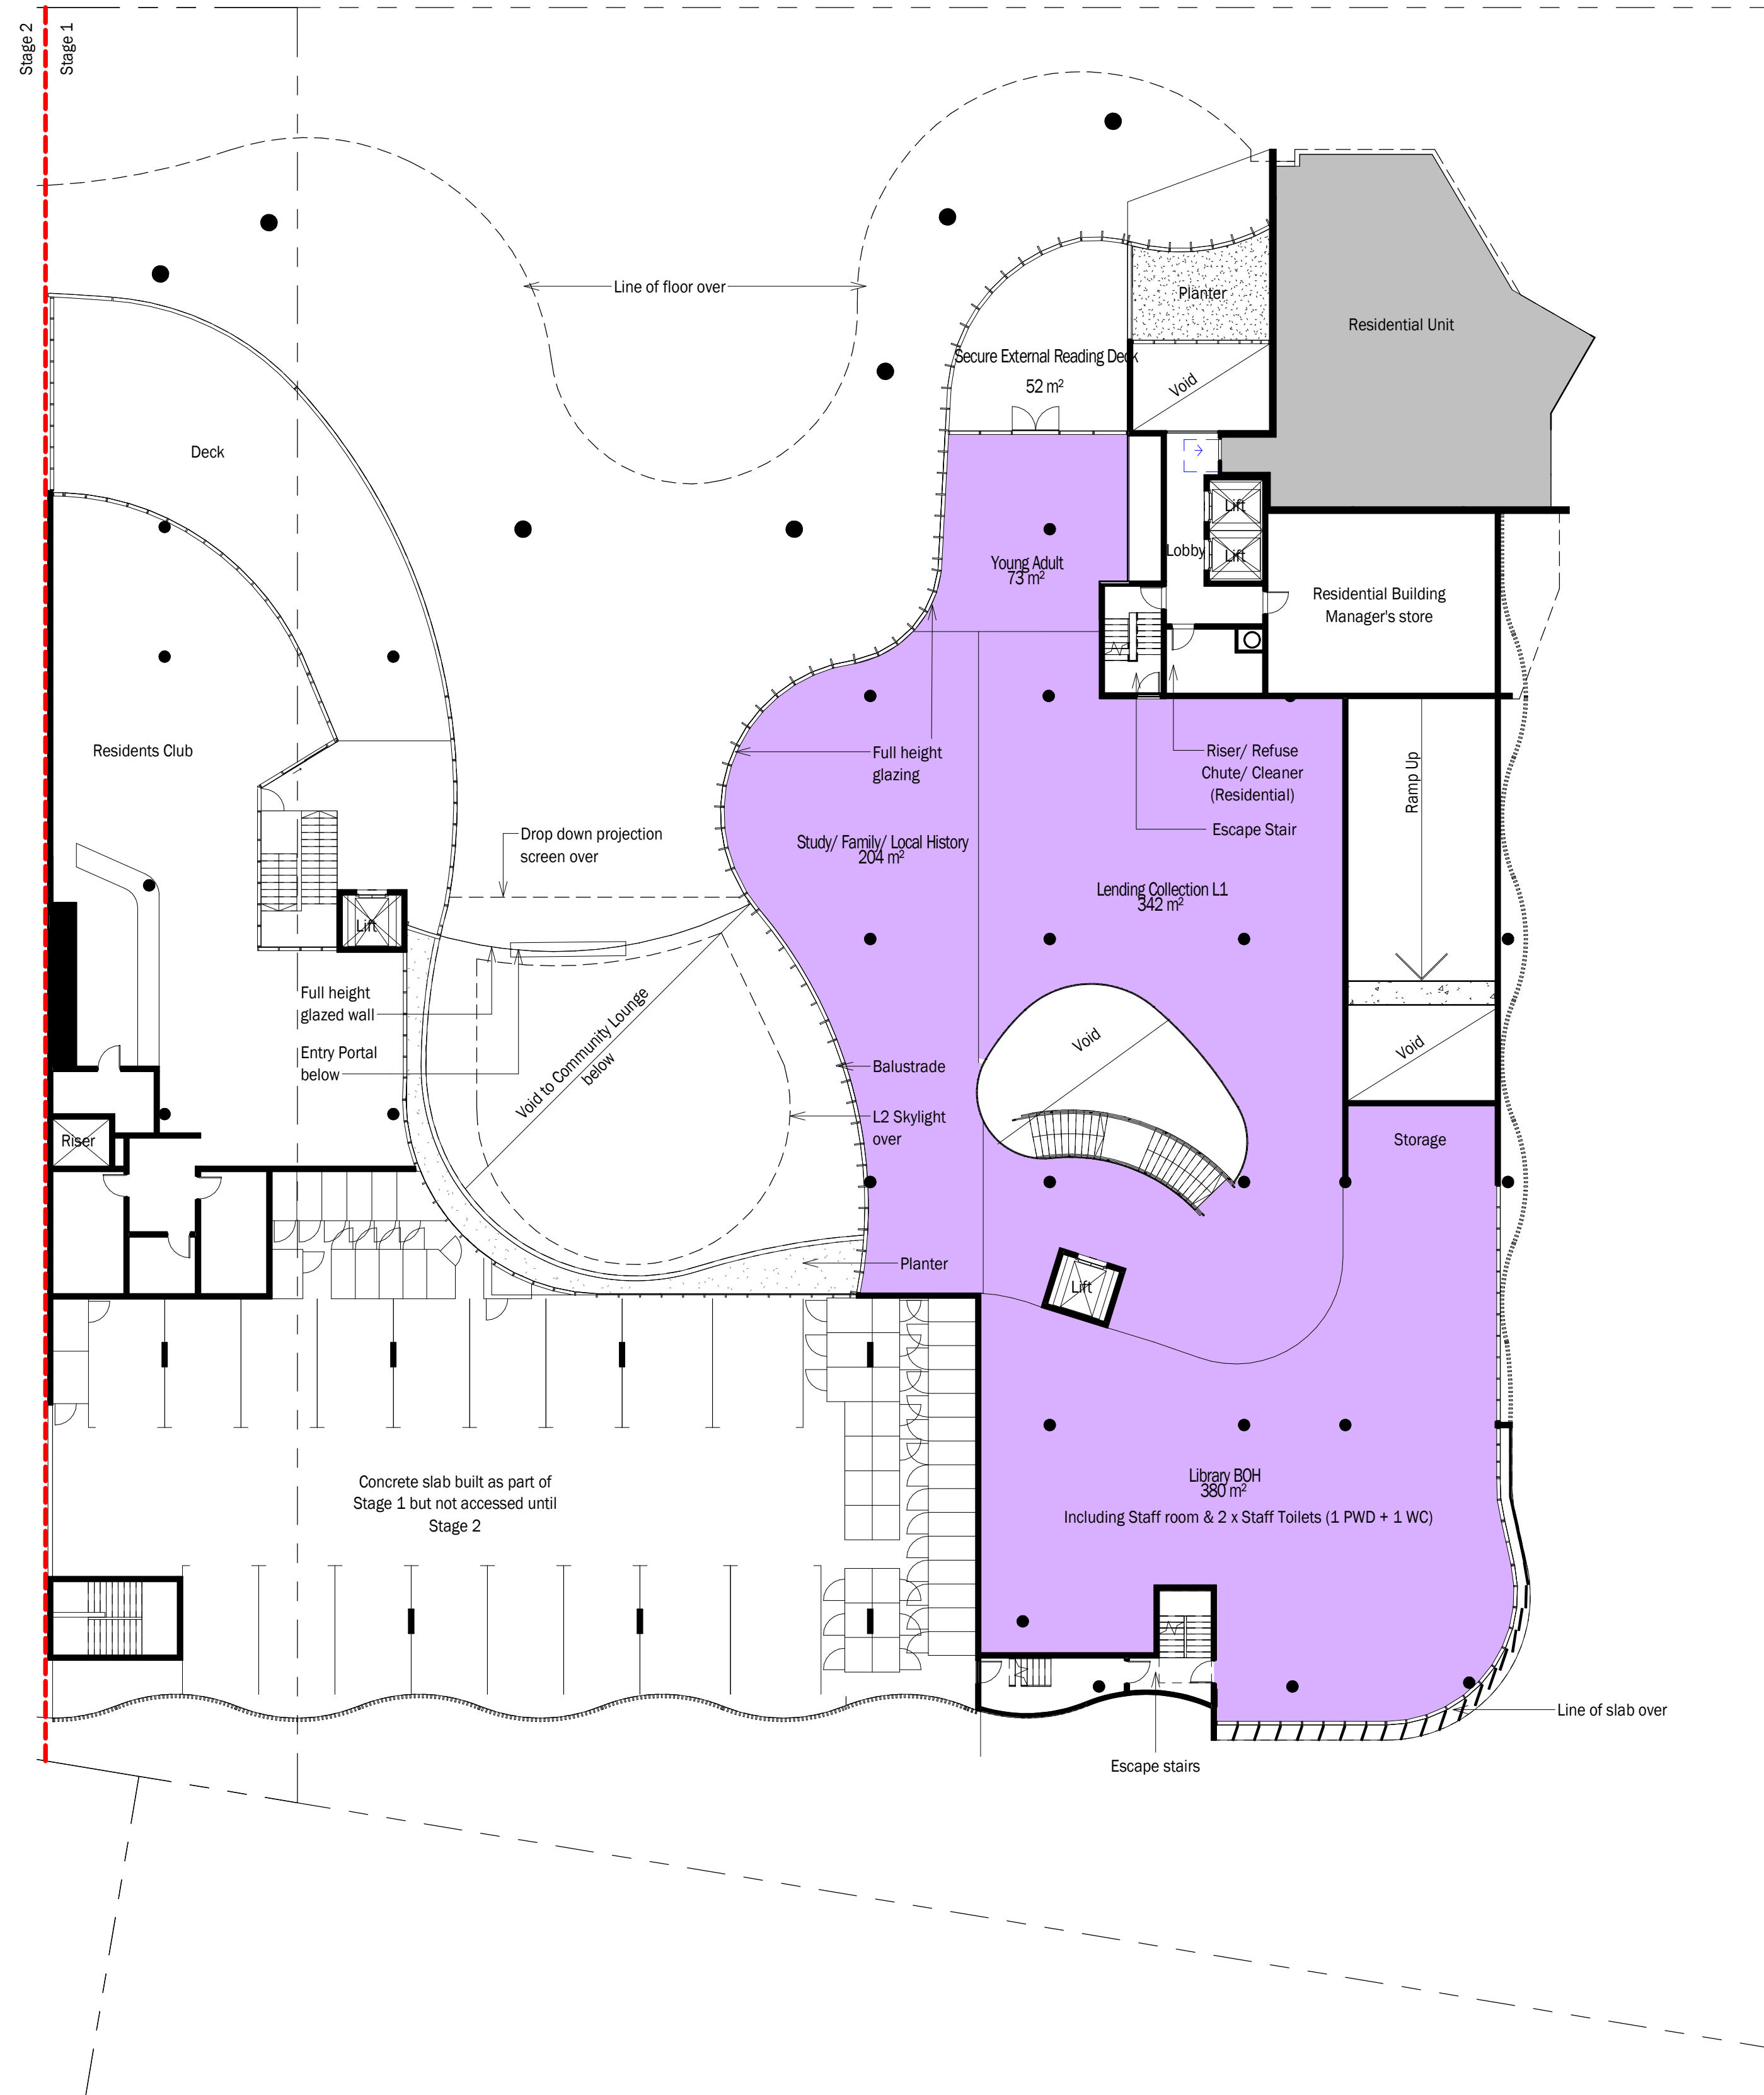 Stage 2
Stage 1
Line of floor over
Planter
Residential Unit
Secure External Reading Deck
52 m²
Void
Deck
Lift
Young Adult
73 m²
Lobby
Lift
Residential Building
Manager's store
Residents Club
Full height
glazing
Riser/ Refuse
Chute/ Cleaner
(Residential)
Ramp Up
Drop down projection
screen over
Escape Stair
Study/ Family/ Local History
204 m²
Lending Collection L1
342 m²
Lift
Full height
glazed wall
Void to Community Lounge
below
Void
Void
Entry Portal
below
Balustrade
L2 Skylight
over
Riser
Storage
Planter
Lift
Concrete slab built as part of
Stage 1 but not accessed until
Stage 2
Library BOH
380 m²
Including Staff room & 2 x Staff Toilets (1 PWD + 1 WC)
Line of slab over
Escape stairs